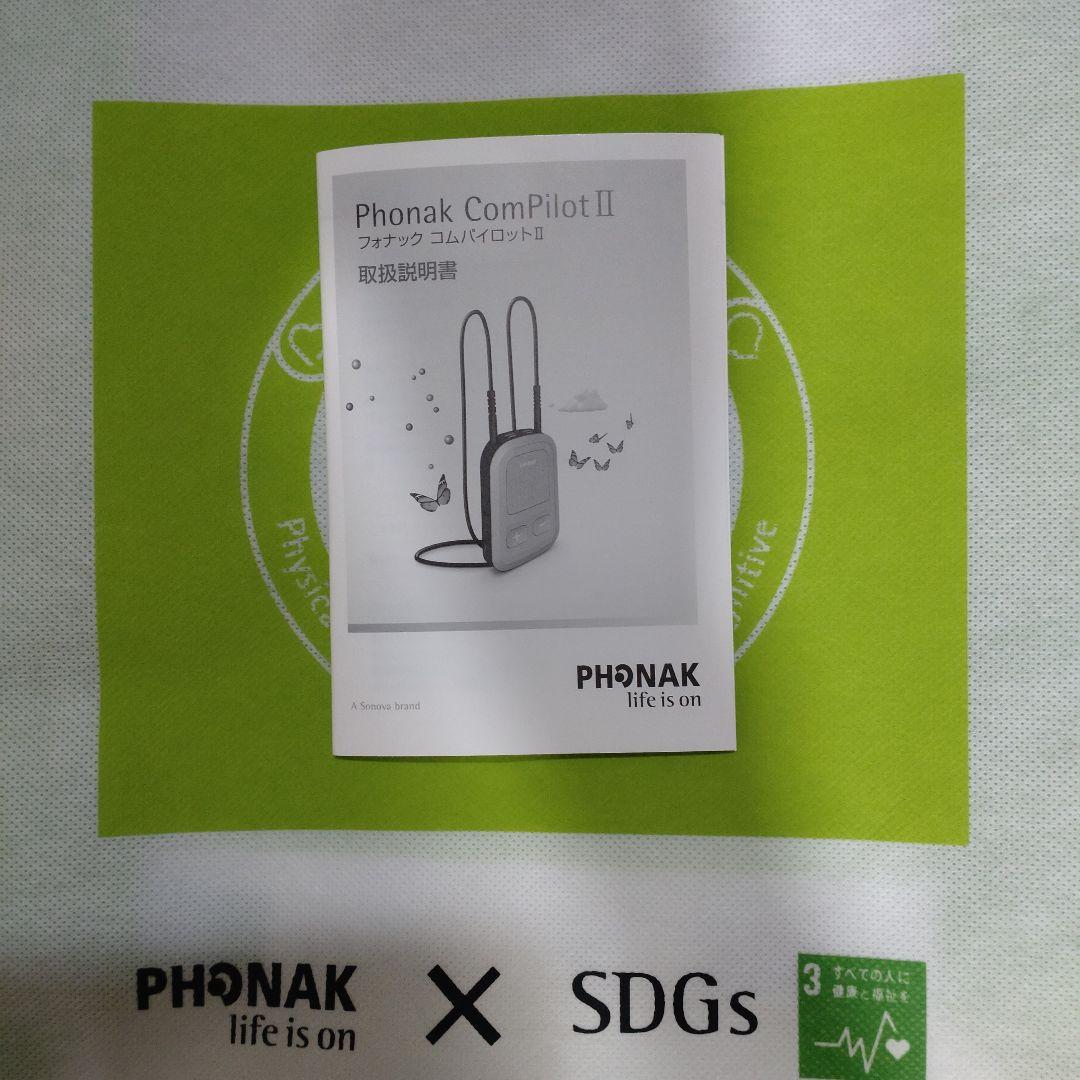 Phonak ComPilot II
フォナック コムパイロットII
取扱説明書
PHONAK
life is on
A Sonova brand
PHONAK
life is on
×
SDGs
3 すべての人に
健康と福祉を